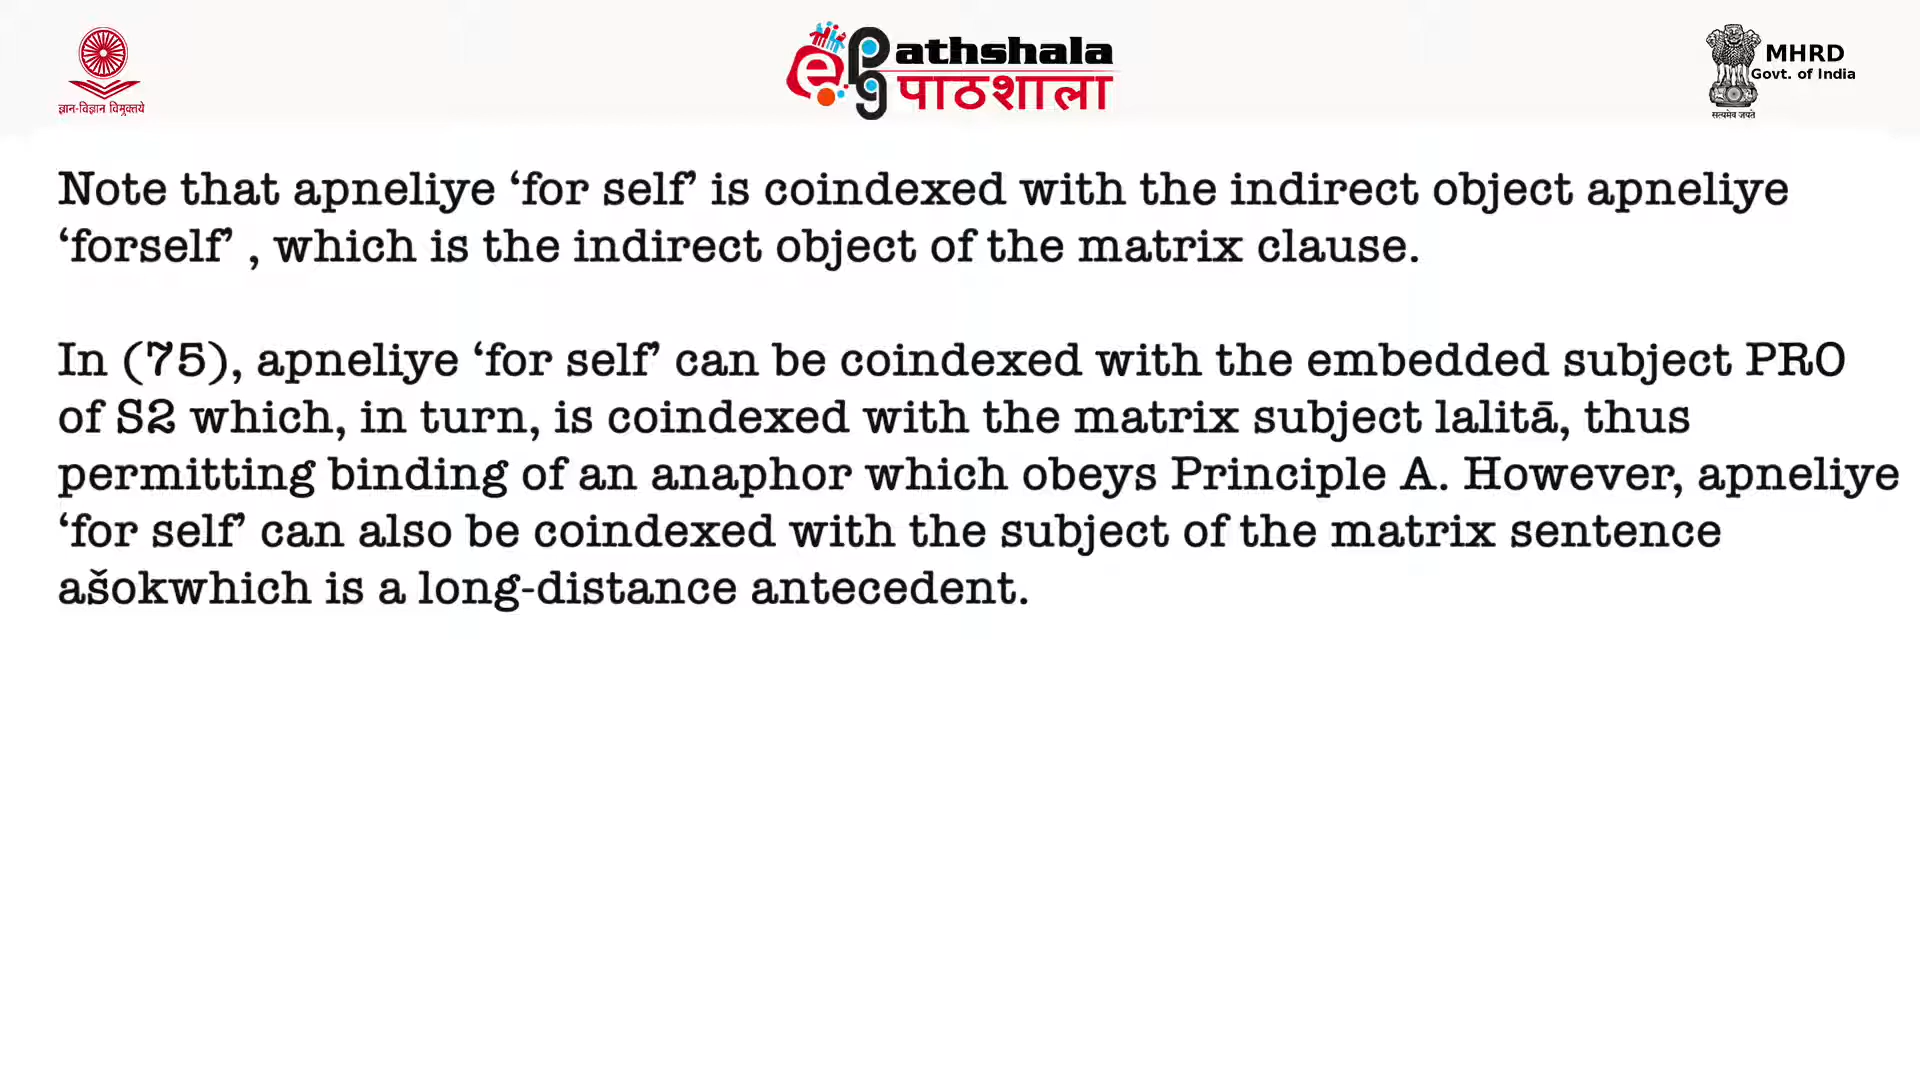 ज्ञान-विज्ञान विमुक्तये
e pg athshala
पाठशाला
MHRD
Govt. of India
सत्यमेव जयते
Note that apneliye ‘for self’ is coindexed with the indirect object apneliye
‘forself’ , which is the indirect object of the matrix clause.
In (75), apneliye ‘for self’ can be coindexed with the embedded subject PRO
of S2 which, in turn, is coindexed with the matrix subject lalitā, thus
permitting binding of an anaphor which obeys Principle A. However, apneliye
‘for self’ can also be coindexed with the subject of the matrix sentence
ašokwhich is a long-distance antecedent.